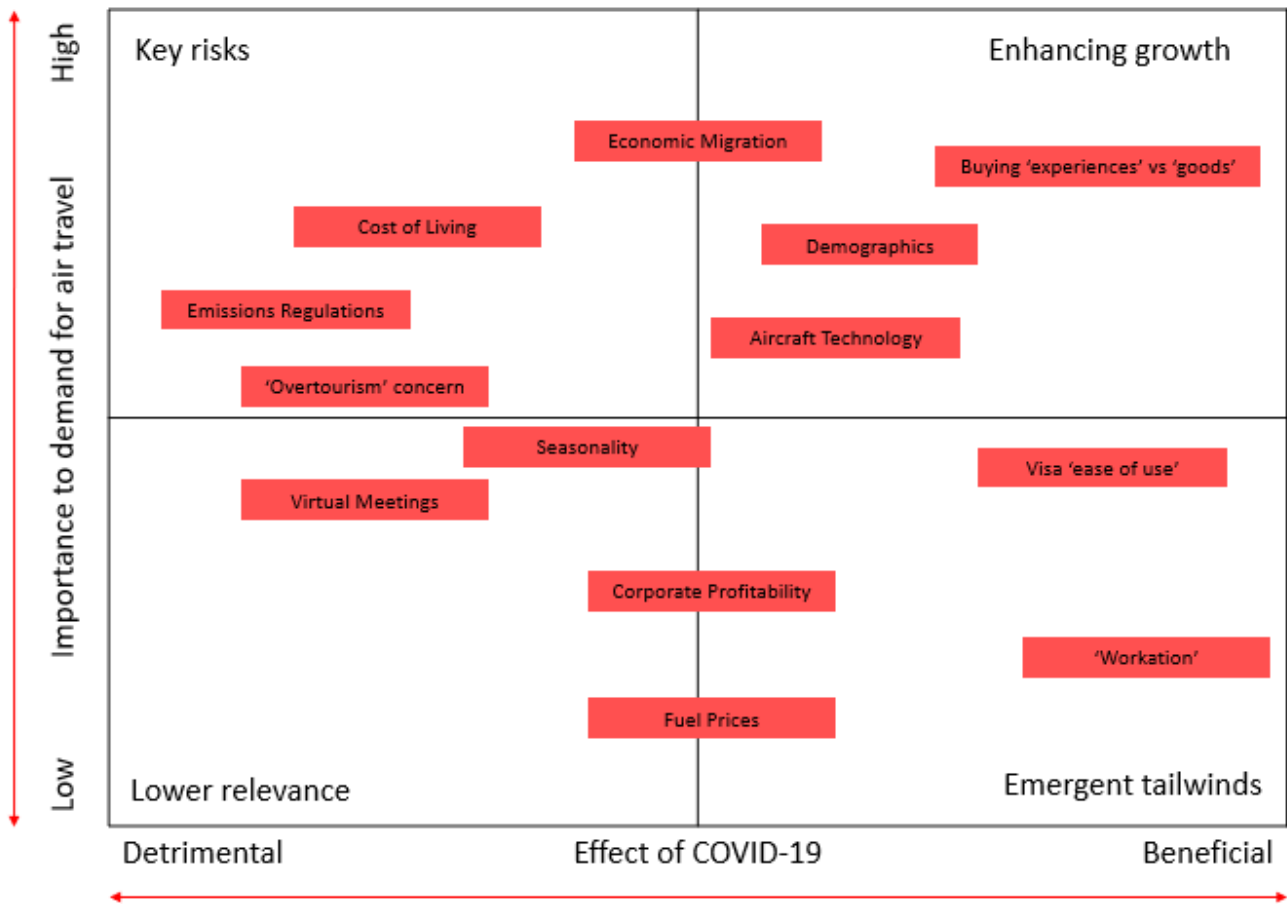 High
Importance to demand for air travel
Low
Key risks
Enhancing growth
Economic Migration
Buying ‘experiences’ vs ‘goods’
Cost of Living
Demographics
Emissions Regulations
Aircraft Technology
‘Overtourism’ concern
Seasonality
Visa ‘ease of use’
Virtual Meetings
Corporate Profitability
‘Workation’
Fuel Prices
Lower relevance
Emergent tailwinds
Detrimental
Effect of COVID-19
Beneficial